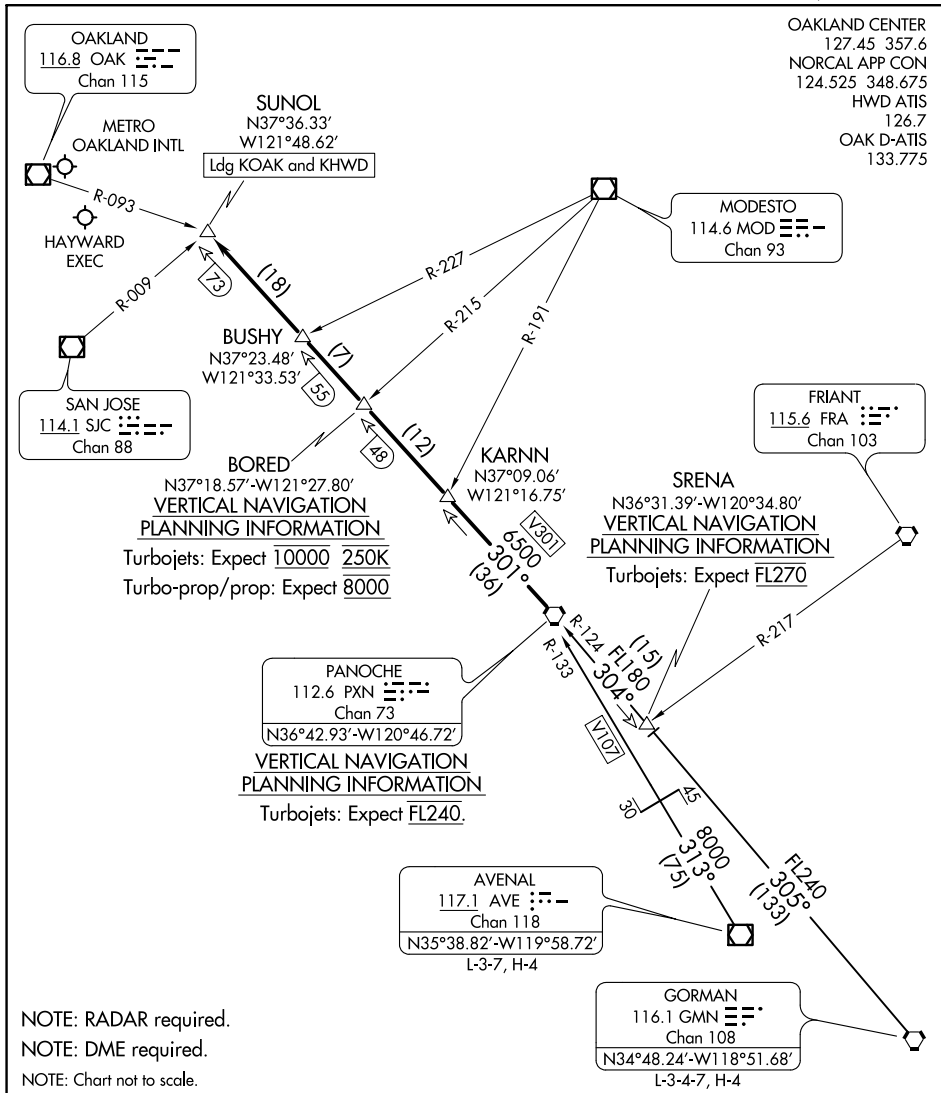 OAKLAND
116.8 OAK
Chan 115
OAKLAND CENTER
127.45 357.6
NORCAL APP CON
124.525 348.675
HWD ATIS
126.7
OAK D-ATIS
133.775
SUNOL
N37°36.33′
W121°48.62′
Ldg KOAK and KHWD
METRO
OAKLAND INTL
R-093
HAYWARD
EXEC
R-009
73
(18)
MODESTO
114.6 MOD
Chan 93
R-227
R-215
R-191
BUSHY
N37°23.48′
W121°33.53′
(7)
55
SAN JOSE
114.1 SJC
Chan 88
(12)
48
FRIANT
115.6 FRA
Chan 103
BORED
N37°18.57′-W121°27.80′
VERTICAL NAVIGATION
PLANNING INFORMATION
Turbojets: Expect 10000 250K
Turbo-prop/prop: Expect 8000
KARNN
N37°09.06′
W121°16.75′
SRENA
N36°31.39′-W120°34.80′
VERTICAL NAVIGATION
PLANNING INFORMATION
Turbojets: Expect FL270
V301
6500
301°
(36)
R-217
R-124
R-133
(15)
FL180
304°
PANOCHE
112.6 PXN
Chan 73
N36°42.93′-W120°46.72′
VERTICAL NAVIGATION
PLANNING INFORMATION
Turbojets: Expect FL240.
V107
30
45
8000
313°
(75)
FL240
305°
(133)
AVENAL
117.1 AVE
Chan 118
N35°38.82′-W119°58.72′
L-3-7, H-4
GORMAN
116.1 GMN
Chan 108
N34°48.24′-W118°51.68′
L-3-4-7, H-4
NOTE: RADAR required.
NOTE: DME required.
NOTE: Chart not to scale.